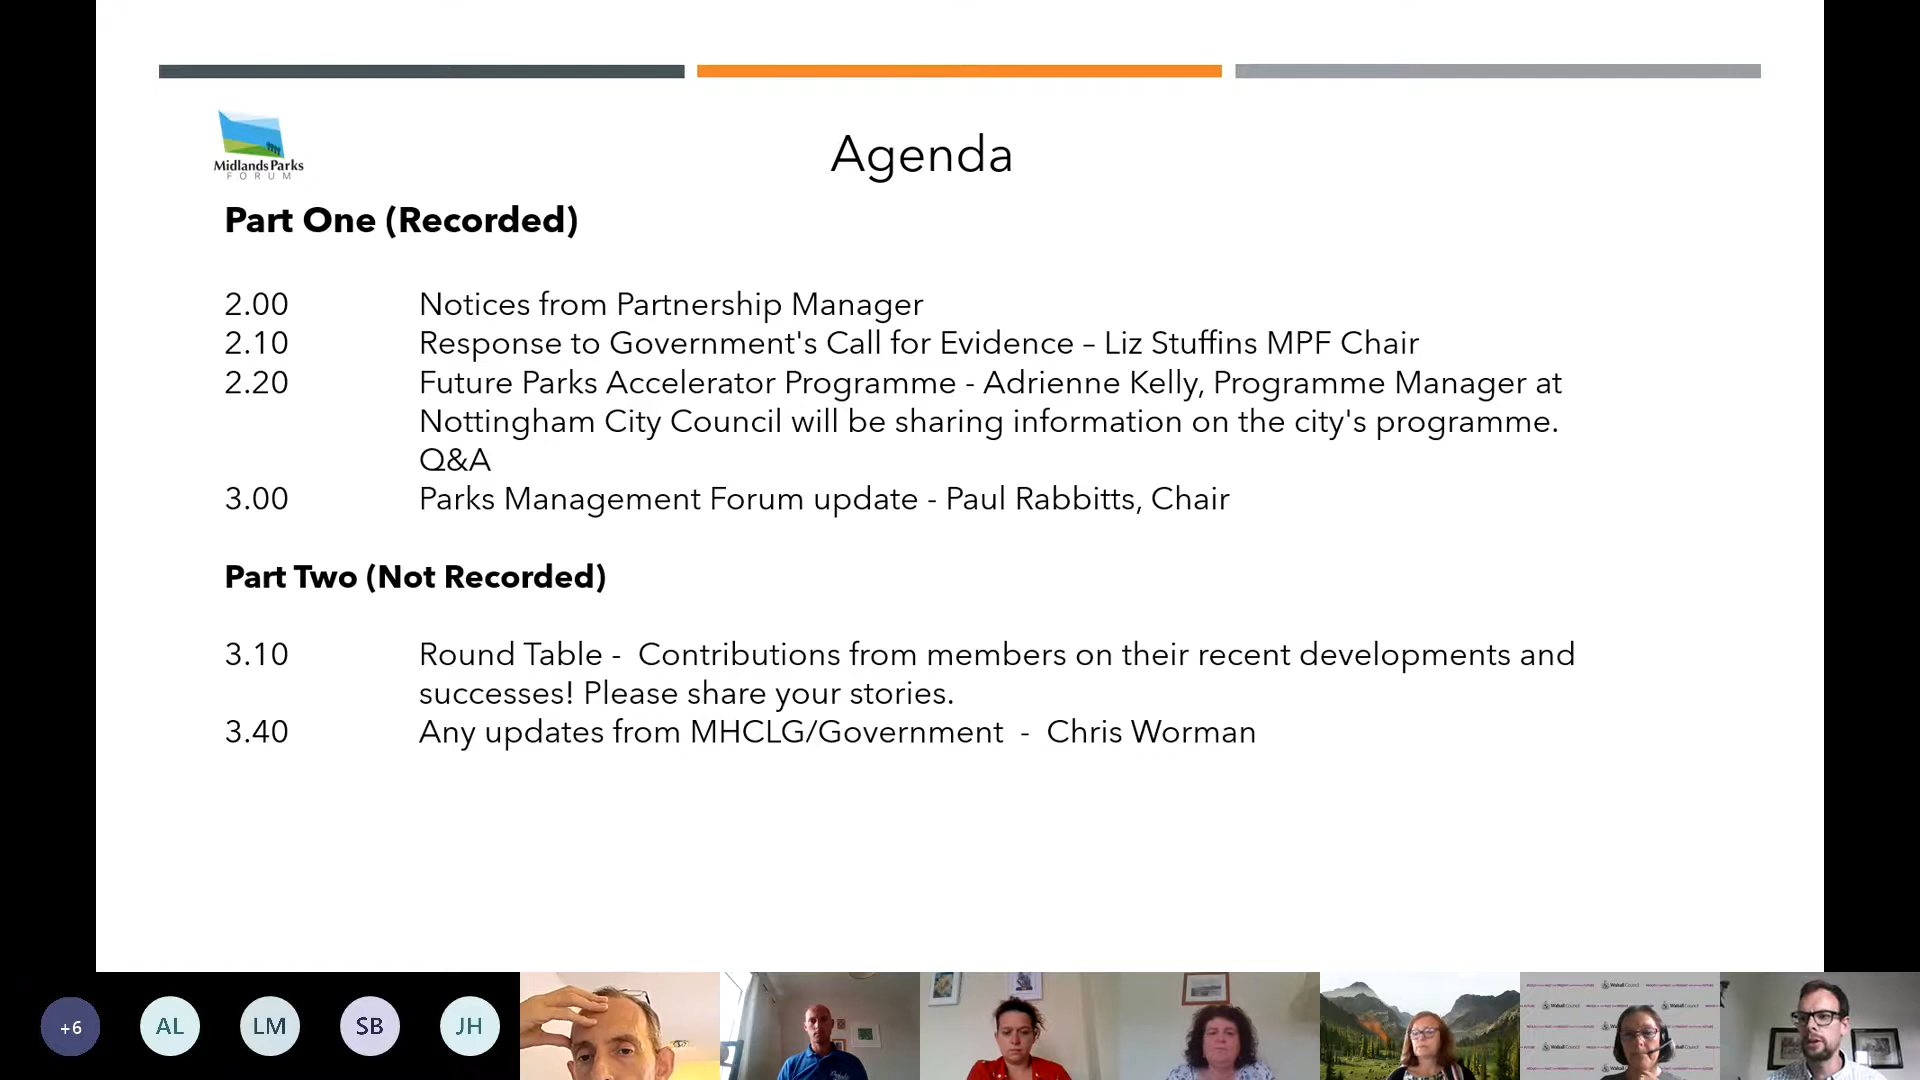 Midlands Parks
FORUM
Agenda
Part One (Recorded)
2.00 Notices from Partnership Manager
2.10 Response to Government's Call for Evidence – Liz Stuffins MPF Chair
2.20 Future Parks Accelerator Programme - Adrienne Kelly, Programme Manager at
Nottingham City Council will be sharing information on the city's programme.
Q&A
3.00 Parks Management Forum update - Paul Rabbitts, Chair
Part Two (Not Recorded)
3.10 Round Table - Contributions from members on their recent developments and
successes! Please share your stories.
3.40 Any updates from MHCLG/Government - Chris Worman
+6 AL LM SB JH
Walsall Council